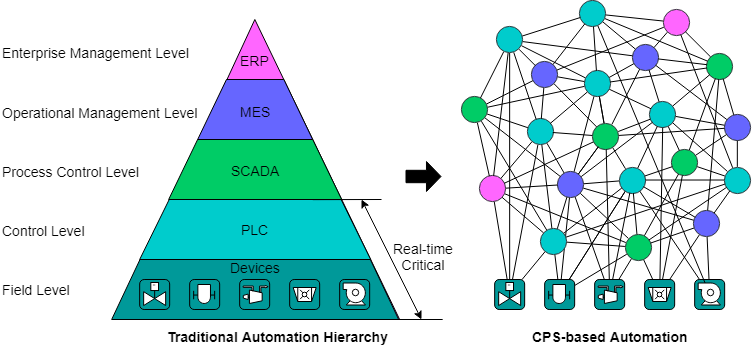 Enterprise Management Level
ERP
Operational Management Level
MES
Process Control Level
SCADA
Control Level
PLC
Real-time
Critical
Devices
Field Level
Traditional Automation Hierarchy
CPS-based Automation